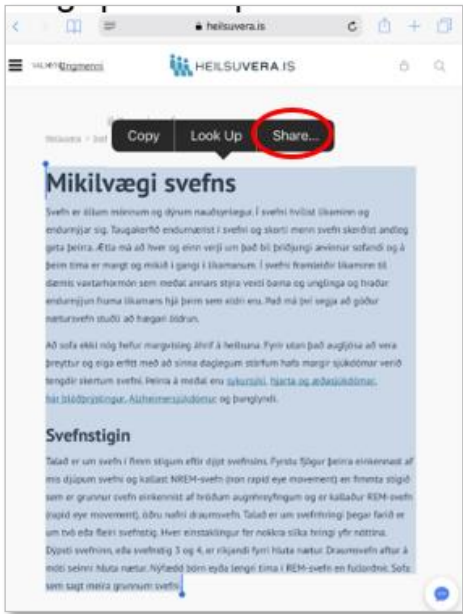 heilsuvera.is
Ungmenni
HEILSUVERA.IS
Copy Look Up Share...
Mikilvægi svefns
Svefn er öllum mönnum og dýrum nauðsynlegur. Í svefni hvílist líkaminn og
endurnýjar sig. Taugakerfið endurnærist í svefni og skorti menn svefn skerðist andleg
geta þeirra. Ætla má að hver og einn verji um það bil þriðjungi ævinnar sofandi og á
þeim tíma er margt og mikið í gangi í líkamanum. Í svefni framleiðir líkaminn til
dæmis vaxtarhormón sem meðal annars stýra vexti barna og unglinga og hraðar
endurnýjun fruma líkamans hjá þeim sem eldri eru. Það má því segja að góður
nætursvefn stuðli að hægari öldrun.
Að sofa ekki nóg hefur margvísleg áhrif á heilsuna. Fyrir utan það augljósa að vera
þreyttur og eiga erfitt með að sinna daglegum störfum hafa margir sjúkdómar verið
tengdir skertum svefni. Þeirra á meðal eru sykursýki, hjarta og æðasjúkdómar,
hár blóðþrýstingur, Alzheimersjúkdómur og þunglyndi.
Svefnstigin
Talað er um svefn í fimm stigum eftir dýpt svefnsins. Fyrstu fjögur þeirra einkennast af
mis djúpum svefni og kallast NREM-svefn (non rapid eye movement) en fimmta stigið
sem er grunnur svefn einkennist af hröðum augnhreyfingum og er kallaður REM-svefn
(rapid eye movement), öðru nafni draumsvefn. Talað er um svefnhringi þegar farið er
um tvö eða fleiri svefnstig. Hver einstaklingur fer nokkra slíka hringi yfir nóttina.
Dýpsti svefninn, eða svefnstig 3 og 4, er ríkjandi fyrri hluta nætur. Draumsvefn aftur á
móti seinni hluta nætur. Nýfædd börn eyða lengri tíma í REM-svefn en fullorðnir. Sofa
sem sagt meira grunnum svefni.